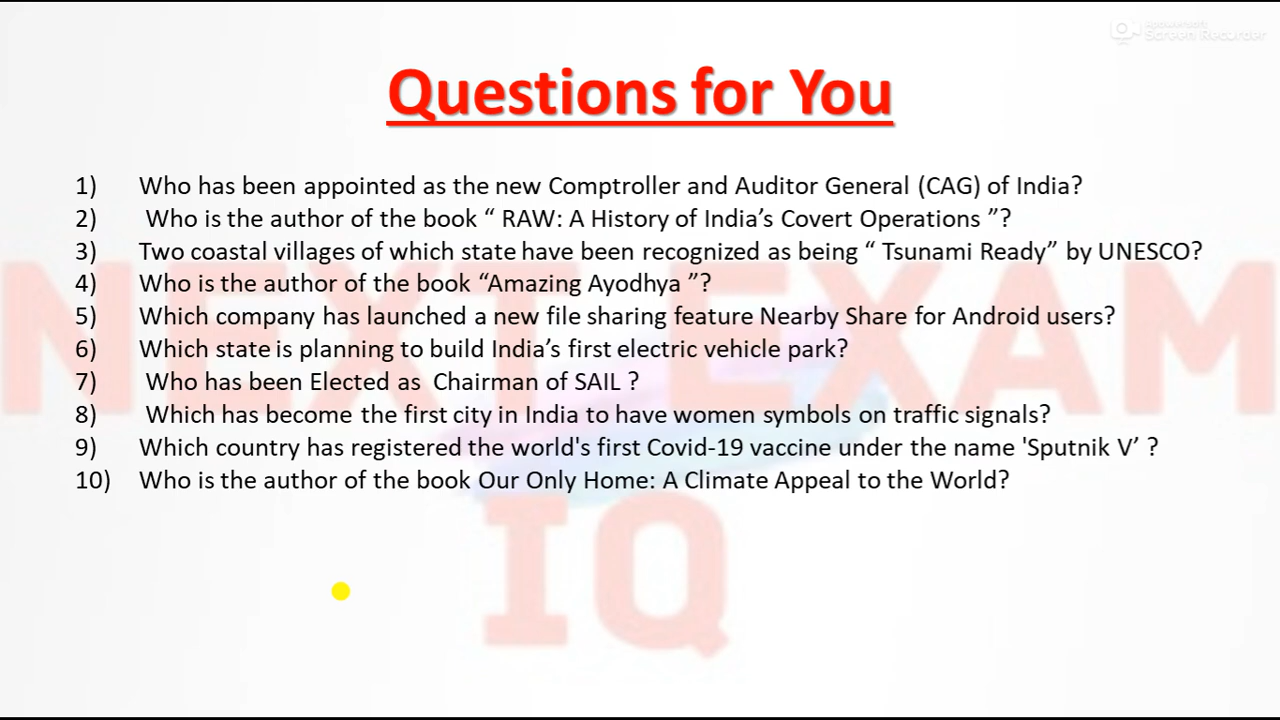 Apowersoft
Screen Recorder
Questions for You
1) Who has been appointed as the new Comptroller and Auditor General (CAG) of India?
2) Who is the author of the book “ RAW: A History of India’s Covert Operations ”?
3) Two coastal villages of which state have been recognized as being “ Tsunami Ready” by UNESCO?
4) Who is the author of the book “Amazing Ayodhya ”?
5) Which company has launched a new file sharing feature Nearby Share for Android users?
6) Which state is planning to build India’s first electric vehicle park?
7) Who has been Elected as Chairman of SAIL ?
8) Which has become the first city in India to have women symbols on traffic signals?
9) Which country has registered the world's first Covid-19 vaccine under the name 'Sputnik V’ ?
10) Who is the author of the book Our Only Home: A Climate Appeal to the World?
NEXT EXAM
IQ